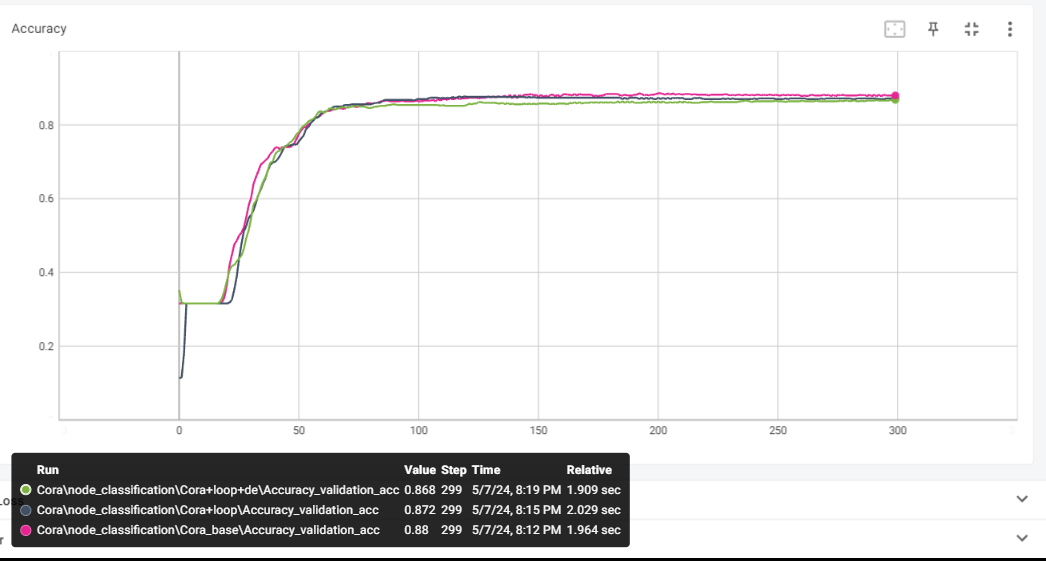 Accuracy
0.8
0.6
0.4
0.2
0 50 100 150 200 250 300
Run Value Step Time Relative
Cora\node_classification\Cora+loop+de\Accuracy_validation_acc 0.868 299 5/7/24, 8:19 PM 1.909 sec
Cora\node_classification\Cora+loop\Accuracy_validation_acc 0.872 299 5/7/24, 8:15 PM 2.029 sec
Cora\node_classification\Cora_base\Accuracy_validation_acc 0.88 299 5/7/24, 8:12 PM 1.964 sec